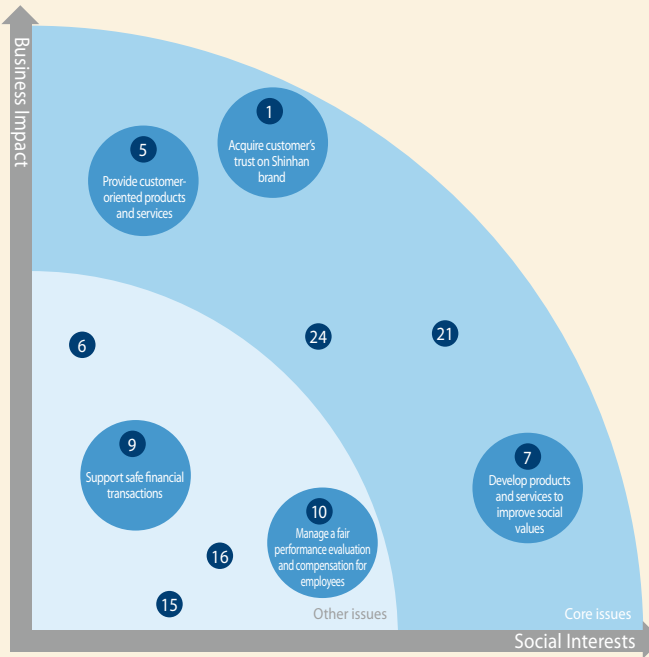 Business Impact
1
Acquire customer's
trust on Shinhan
brand
5
Provide customer-
oriented products
and services
6
24
21
9
Support safe financial
transactions
7
Develop products
and services to
improve social
values
10
Manage a fair
performance evaluation
and compensation for
employees
16
15
Other issues
Core issues
Social Interests